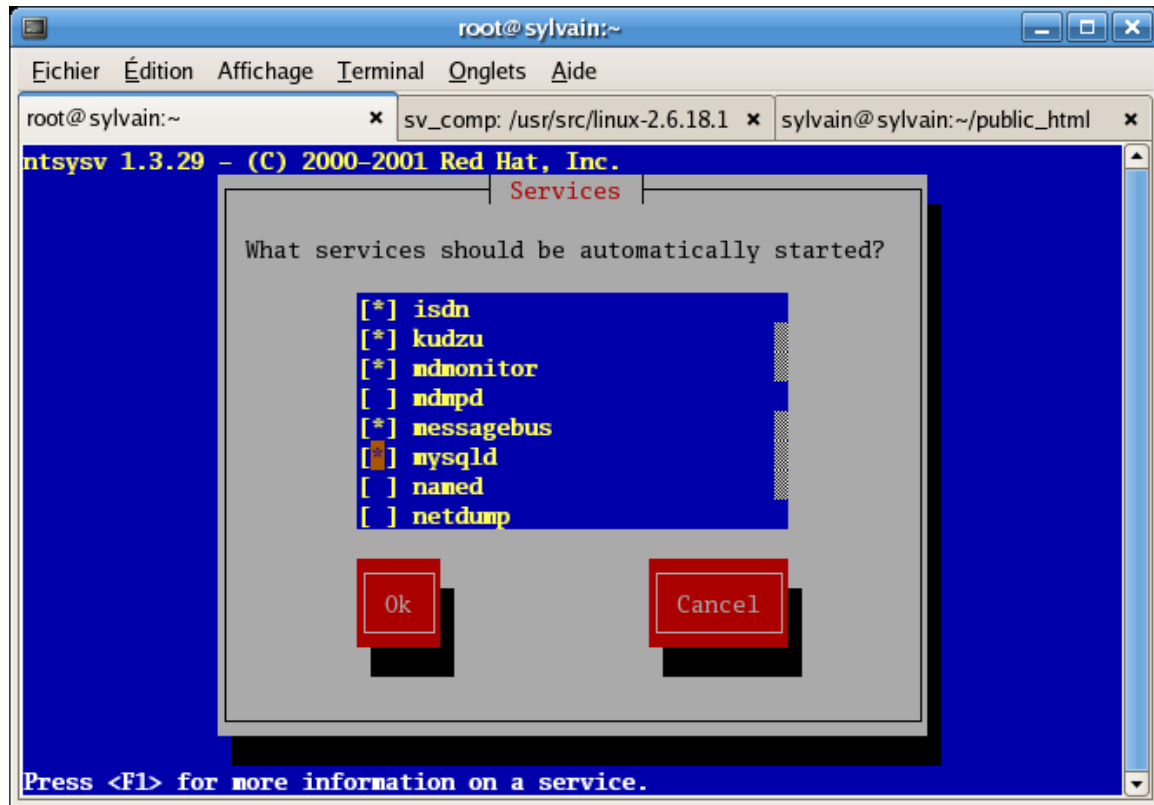 root@sylvain:~
Fichier Édition Affichage Terminal Onglets Aide
root@sylvain:~ sv_comp: /usr/src/linux-2.6.18.1 sylvain@sylvain:~/public_html
ntsysv 1.3.29 - (C) 2000-2001 Red Hat, Inc.
Services
What services should be automatically started?
[*] isdn
[*] kudzu
[*] mdmonitor
[ ] mdmpd
[*] messagebus
[*] mysqld
[ ] named
[ ] netdump
Ok Cancel
Press <F1> for more information on a service.